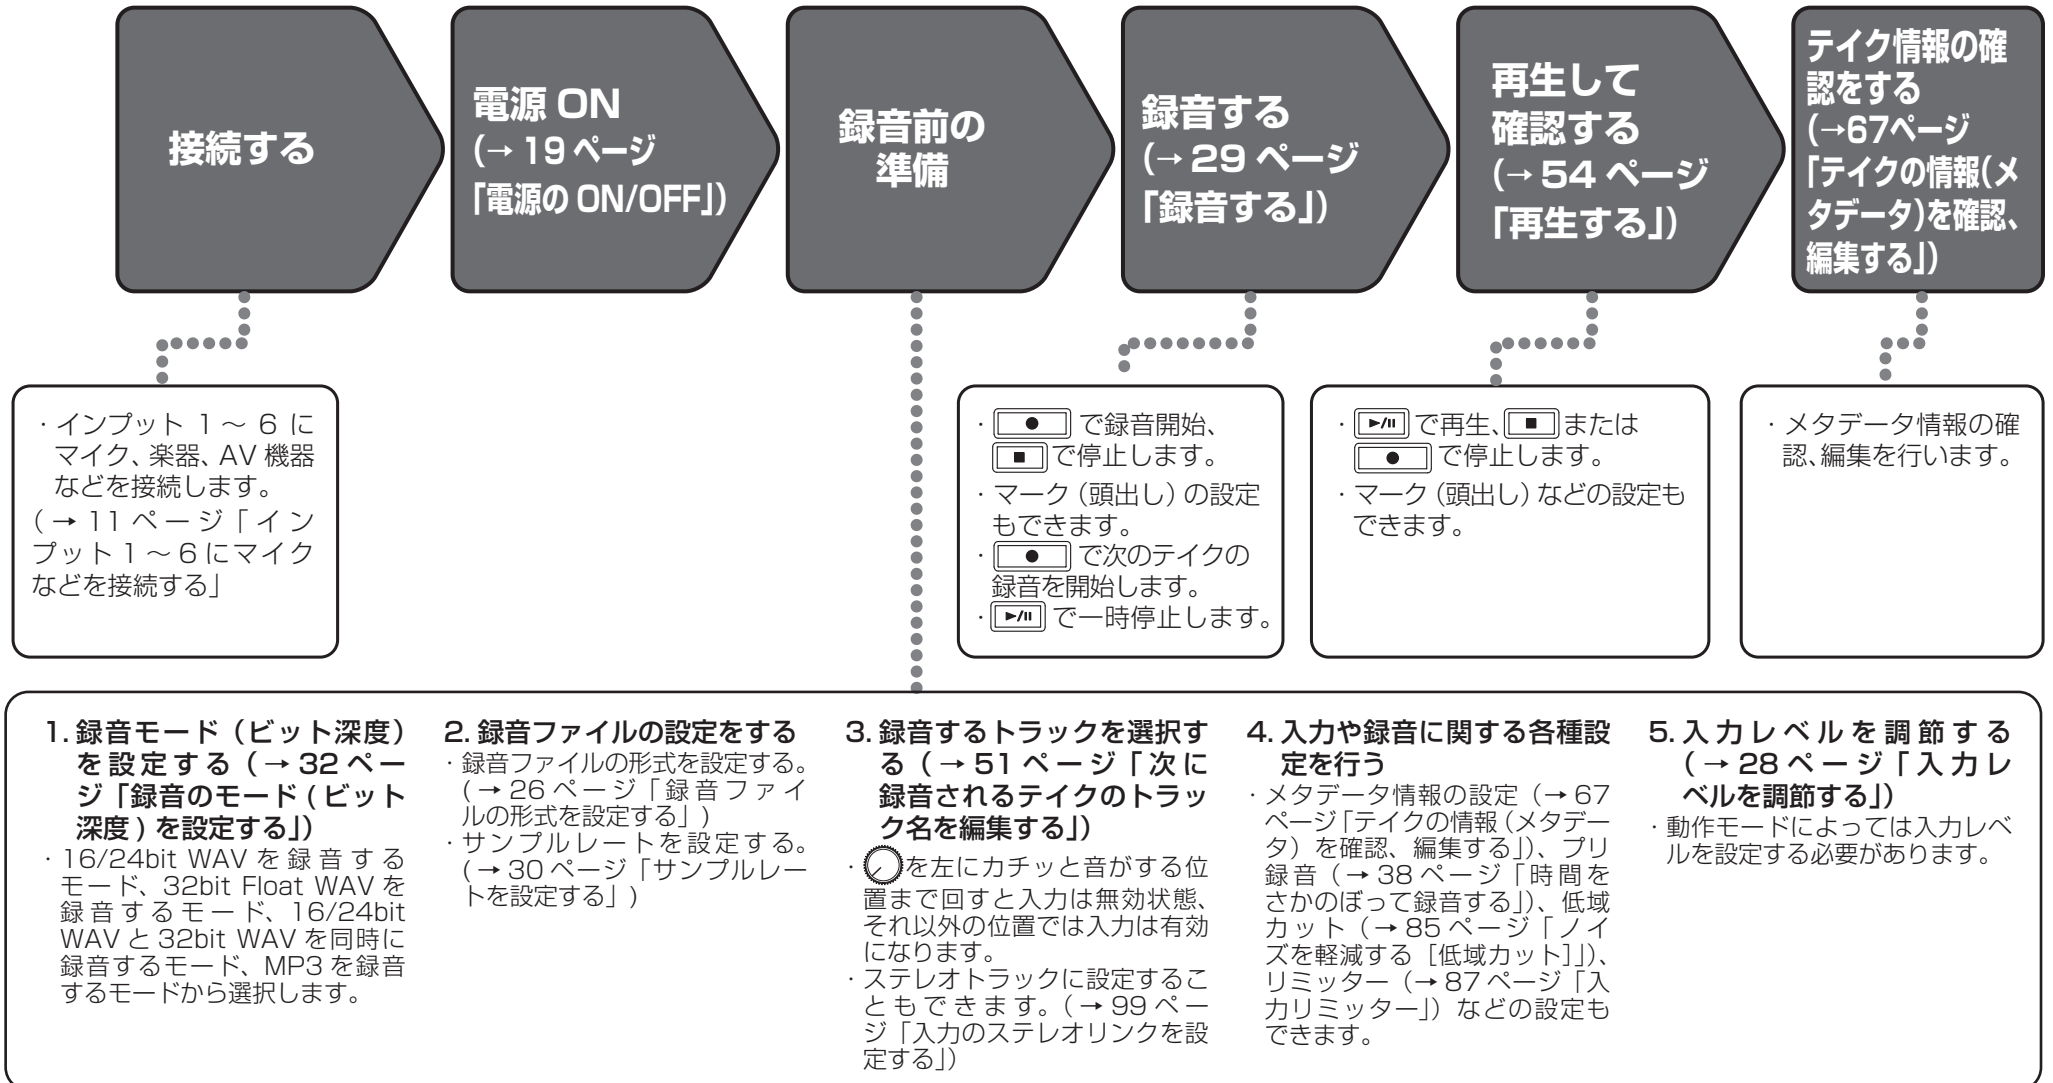 接続する
電源 ON
(→ 19 ページ
「電源の ON/OFF」)
録音前の
準備
録音する
(→ 29 ページ
「録音する」)
再生して
確認する
(→ 54 ページ
「再生する」)
テイク情報の確
認をする
(→67ページ
「テイクの情報(メ
タデータ)を確認、
編集する」)
・インプット 1 ～ 6 に
マイク、楽器、AV 機器
などを接続します。
(→ 11 ページ「イン
プット 1 ～ 6 にマイク
などを接続する」
・ で録音開始、
で停止します。
・マーク（頭出し）の設定
もできます。
・ で次のテイクの
録音を開始します。
・ で一時停止します。
・ で再生、 または
で停止します。
・マーク（頭出し）などの設定も
できます。
・メタデータ情報の確
認、編集を行います。
1. 録音モード（ビット深度）
を設定する（→ 32 ペー
ジ「録音のモード ( ビット
深度 ) を設定する」）
・16/24bit WAV を録音する
モード、32bit Float WAV を
録音するモード、16/24bit
WAV と 32bit WAV を同時に
録音するモード、MP3 を録音
するモードから選択します。
2. 録音ファイルの設定をする
・録音ファイルの形式を設定する。
(→ 26 ページ「録音ファイ
ルの形式を設定する」)
・サンプルレートを設定する。
(→ 30 ページ「サンプルレー
トを設定する」)
3. 録音するトラックを選択す
る（→ 51 ページ「次に
録音されるテイクのトラッ
ク名を編集する」）
・ を左にカチッと音がする位
置まで回すと入力は無効状態、
それ以外の位置では入力は有効
になります。
・ステレオトラックに設定するこ
ともできます。(→ 99 ペー
ジ「入力のステレオリンクを設
定する」）
4. 入力や録音に関する各種設
定を行う
・メタデータ情報の設定（→ 67
ページ「テイクの情報（メタデー
タ）を確認、編集する」）、プリ
録音（→ 38 ページ「時間を
さかのぼって録音する」）、低域
カット（→ 85 ページ「ノイ
ズを軽減する［低域カット］」）、
リミッター（→ 87 ページ「入
力リミッター」）などの設定も
できます。
5. 入力レベルを調節する
（→ 28 ページ「入力レ
ベルを調節する」）
・動作モードによっては入力レベ
ルを設定する必要があります。